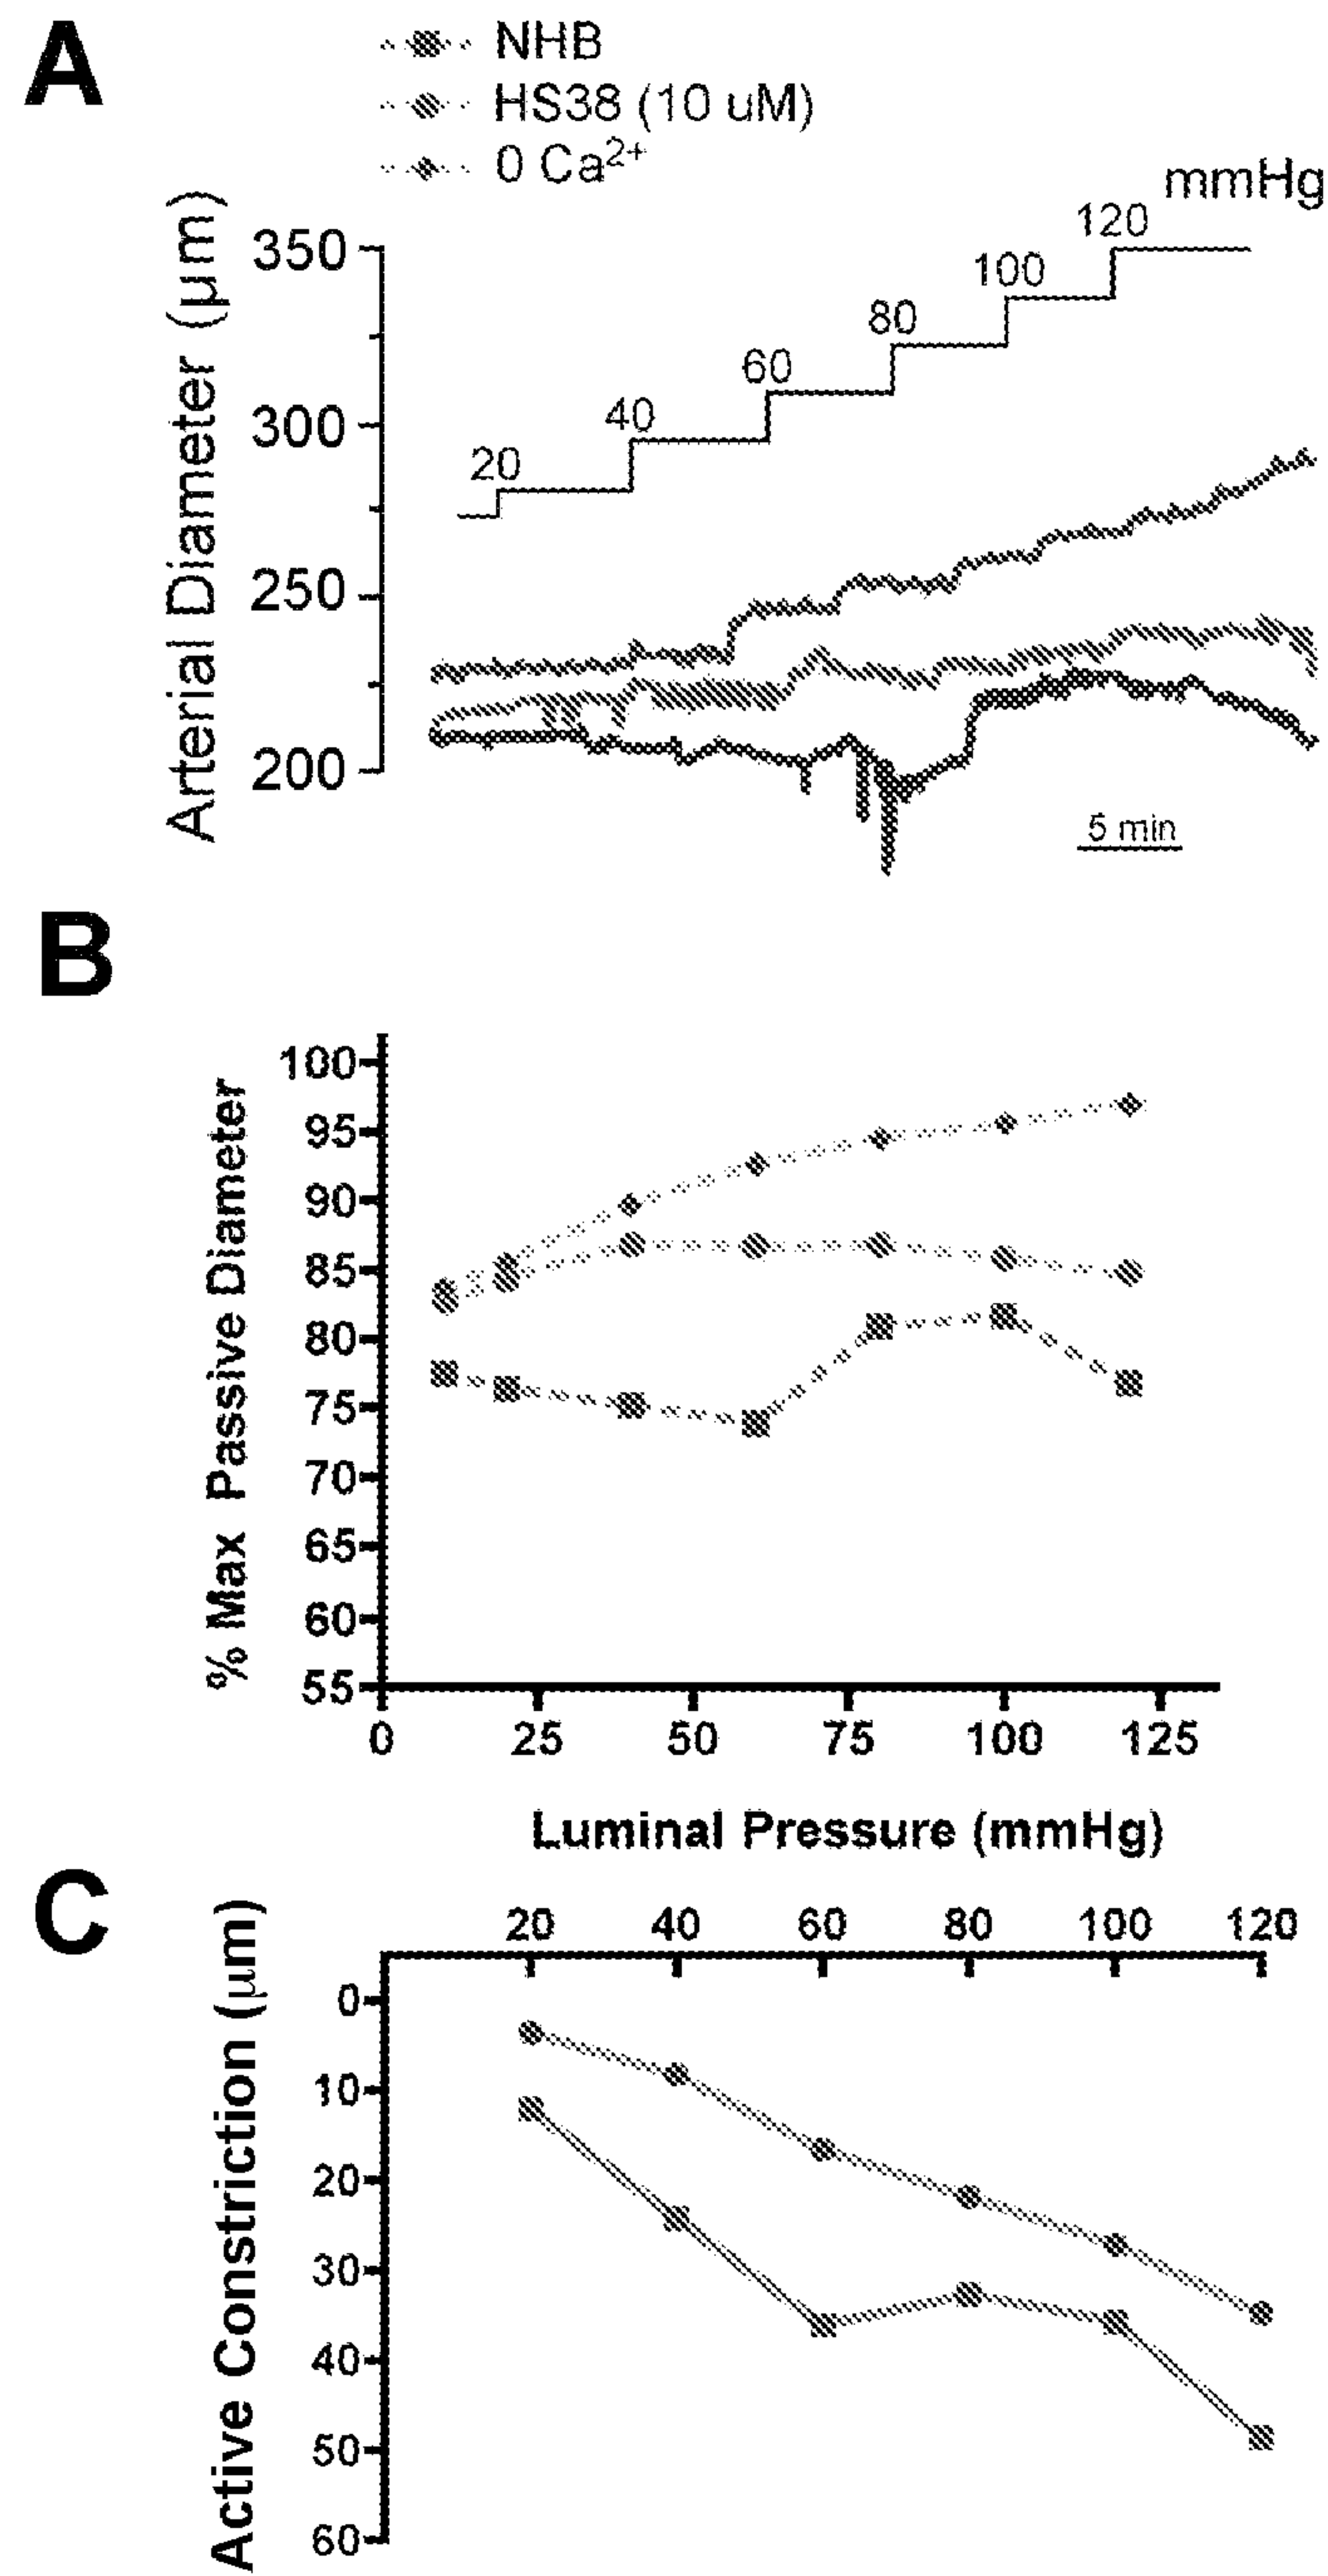 A
NHB
HS38 (10 uM)
0 Ca²⁺
mmHg
Arterial Diameter (μm)
350
300
250
200
20
40
60
80
100
120
5 min
B
% Max Passive Diameter
100
95
90
85
80
75
70
65
60
55
0 25 50 75 100 125
Luminal Pressure (mmHg)
C
Active Constriction (μm)
20 40 60 80 100 120
0
10
20
30
40
50
60